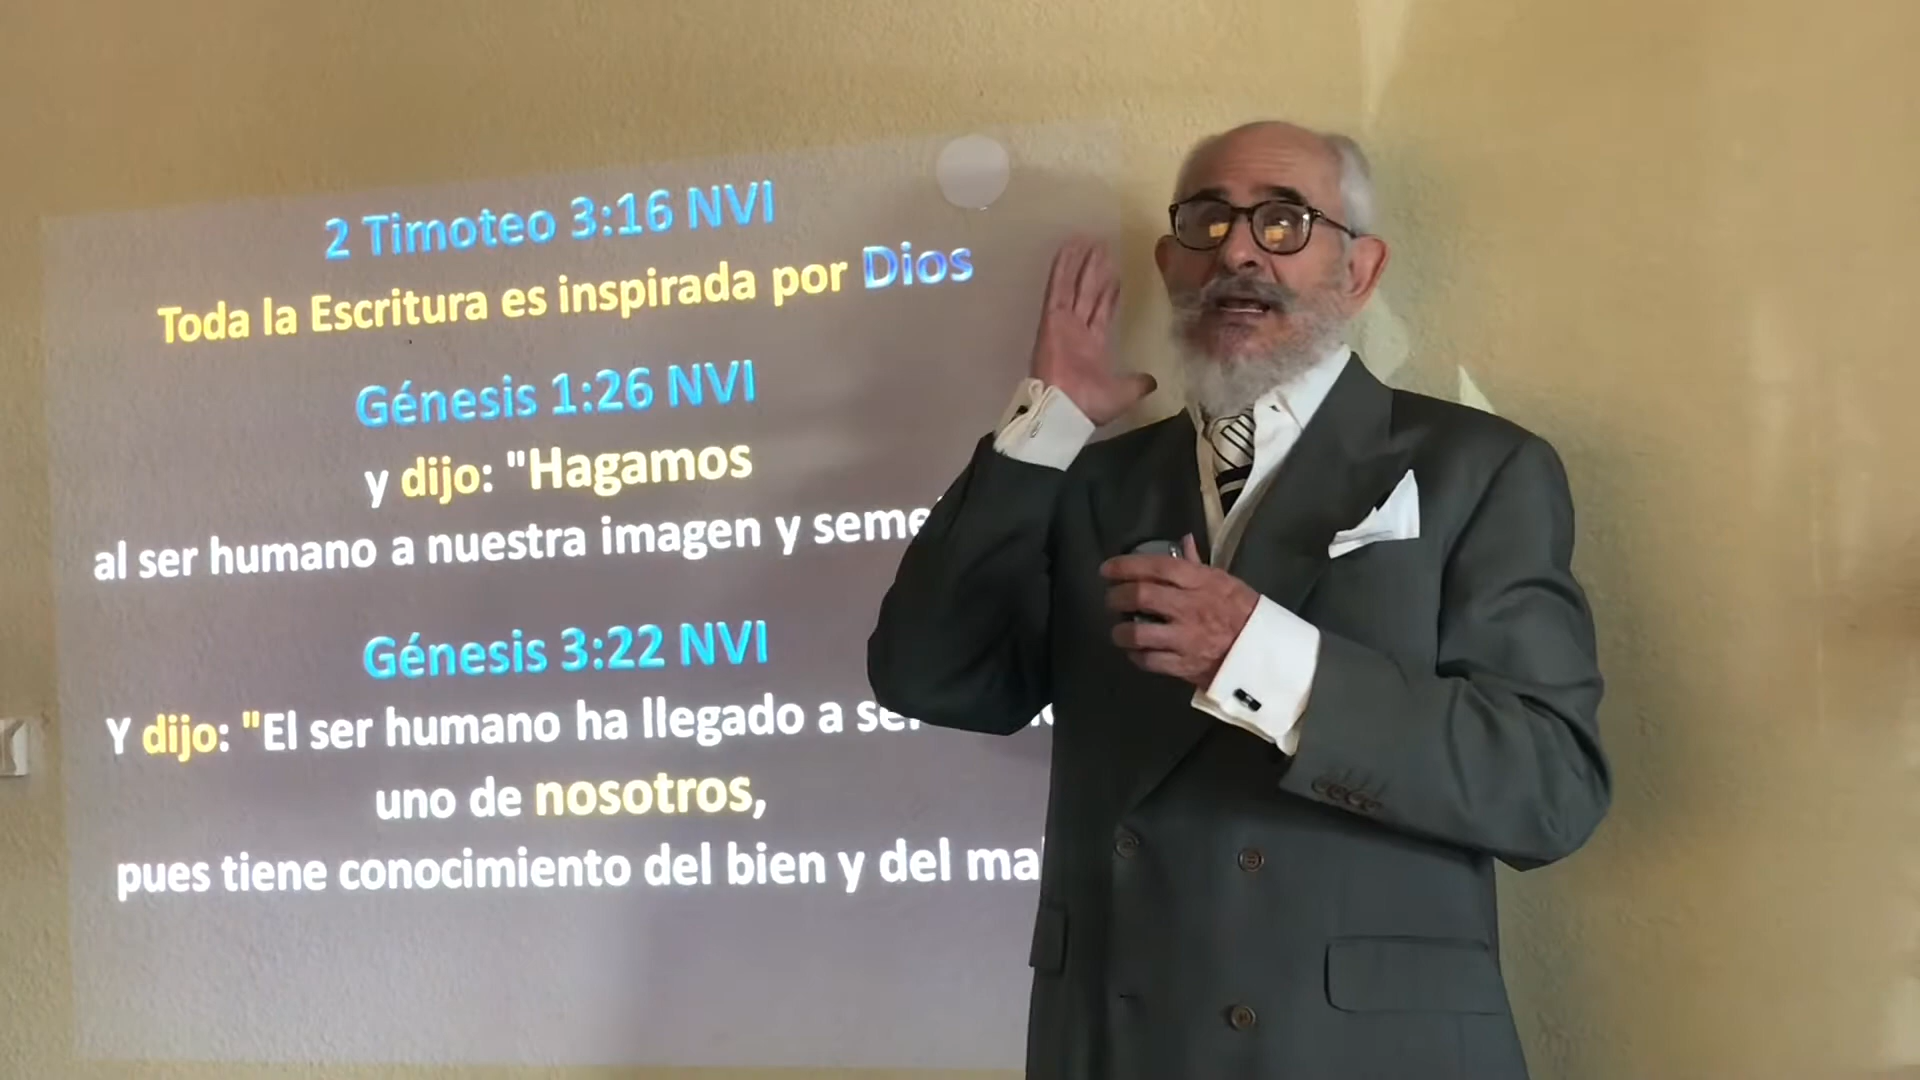 2 Timoteo 3:16 NVI
Toda la Escritura es inspirada por Dios
Génesis 1:26 NVI
y dijo: "Hagamos
al ser humano a nuestra imagen y seme
Génesis 3:22 NVI
Y dijo: "El ser humano ha llegado a se
uno de nosotros,
pues tiene conocimiento del bien y del ma